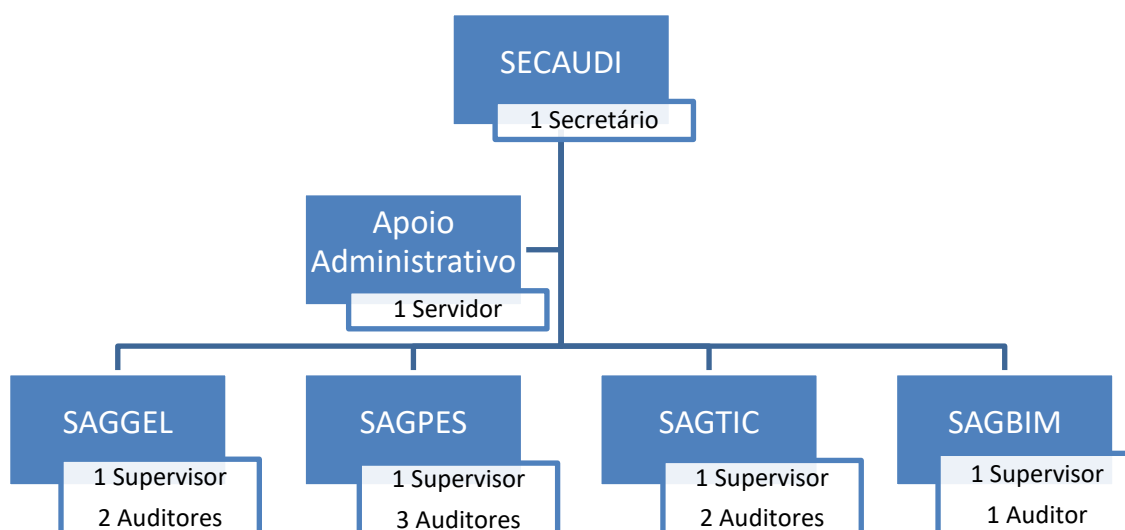 SECAUDI
1 Secretário
Apoio
Administrativo
1 Servidor
SAGGEL
1 Supervisor
2 Auditores
SAGPES
1 Supervisor
3 Auditores
SAGTIC
1 Supervisor
2 Auditores
SAGBIM
1 Supervisor
1 Auditor